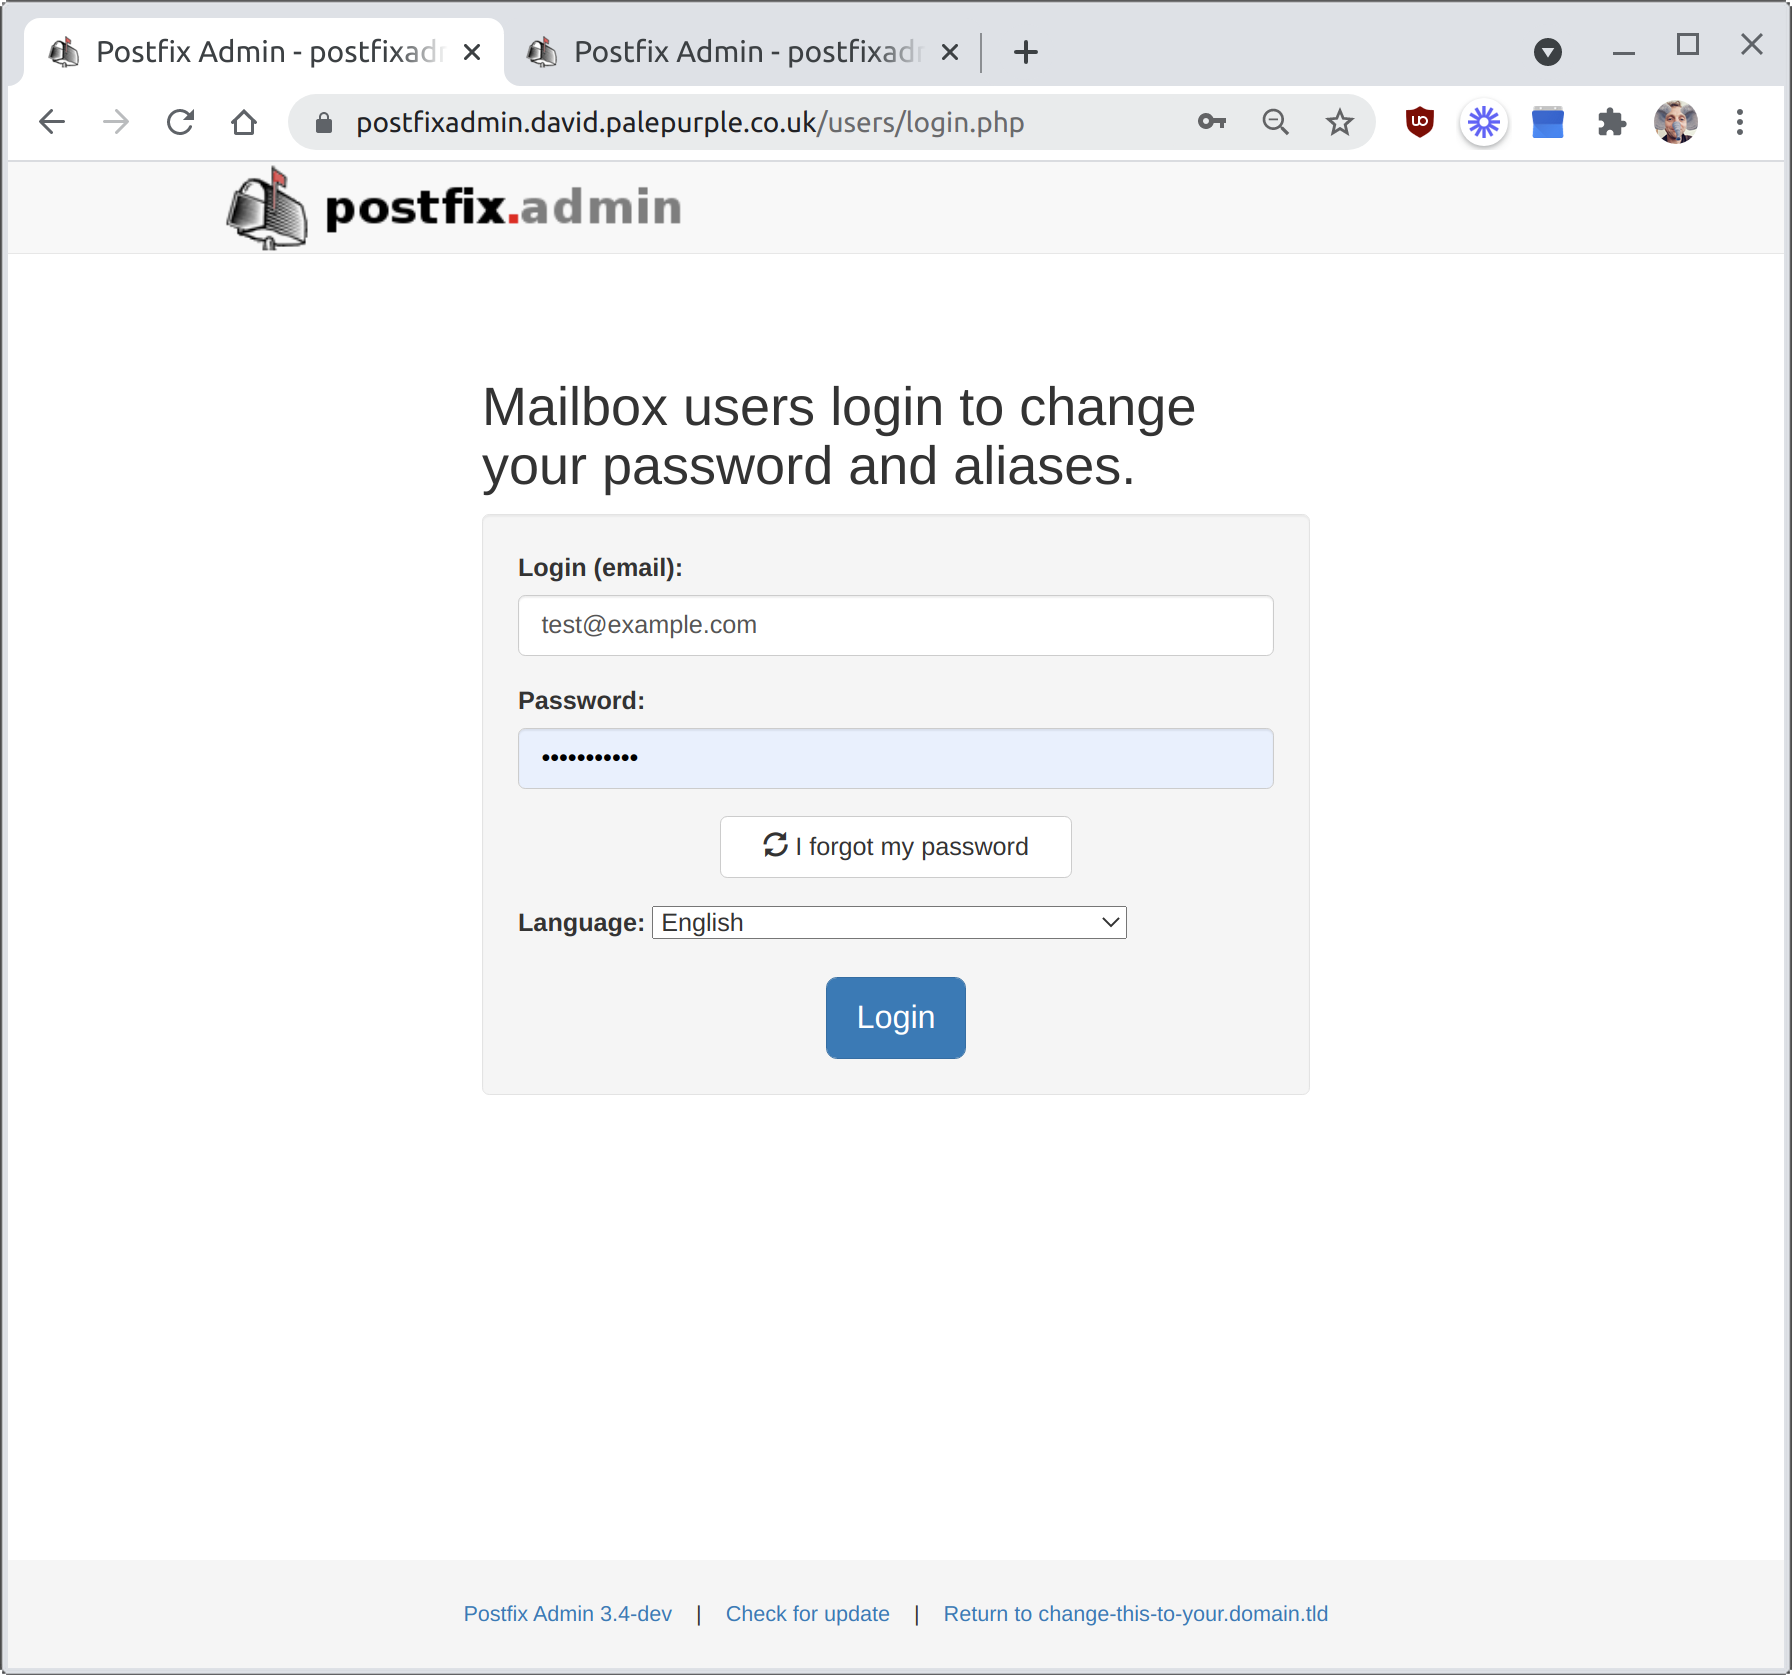 Postfix Admin - postfixadm
Postfix Admin - postfixadm
postfixadmin.david.palepurple.co.uk/users/login.php
postfix.admin
Mailbox users login to change
your password and aliases.
Login (email):
test@example.com
Password:
•••••••••••
I forgot my password
Language: English
Login
Postfix Admin 3.4-dev | Check for update | Return to change-this-to-your.domain.tld